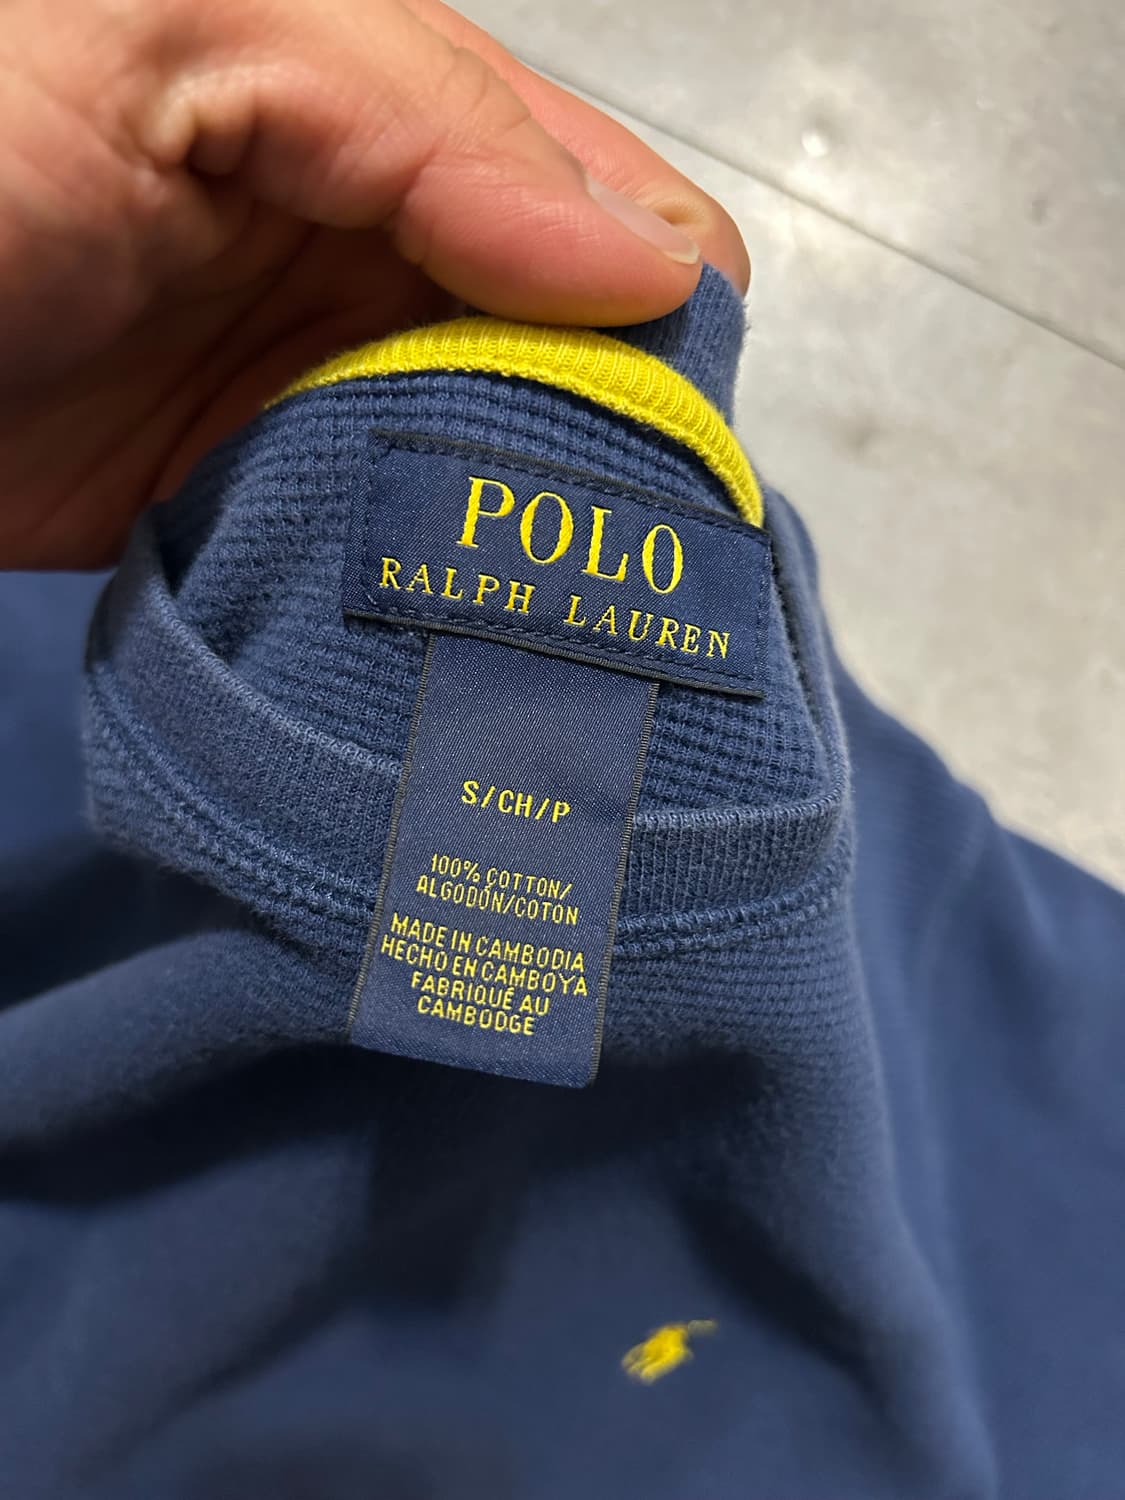 POLO
RALPH LAUREN
S/CH/P
100% COTTON/
ALGODÓN/COTON
MADE IN CAMBODIA
HECHO EN CAMBOYA
FABRIQUÉ AU
CAMBODGE